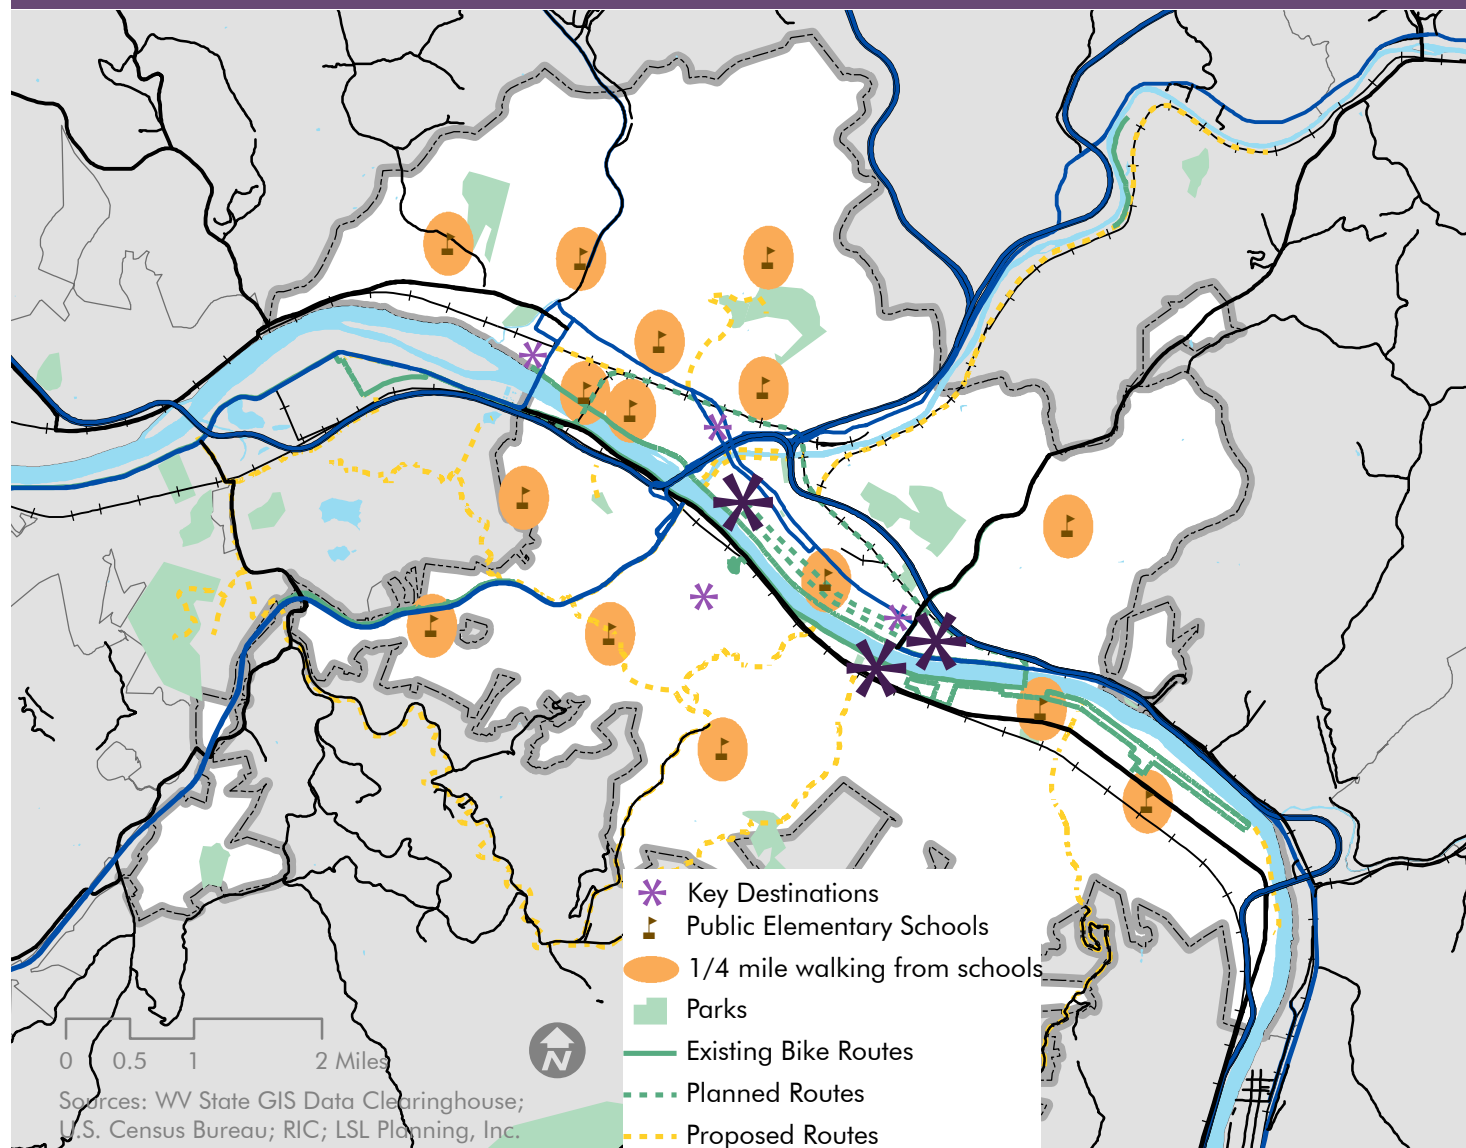 Key Destinations
Public Elementary Schools
1/4 mile walking from schools
Parks
Existing Bike Routes
Planned Routes
Proposed Routes
0 0.5 1 2 Miles
N
Sources: WV State GIS Data Clearinghouse;
U.S. Census Bureau; RIC; LSL Planning, Inc.